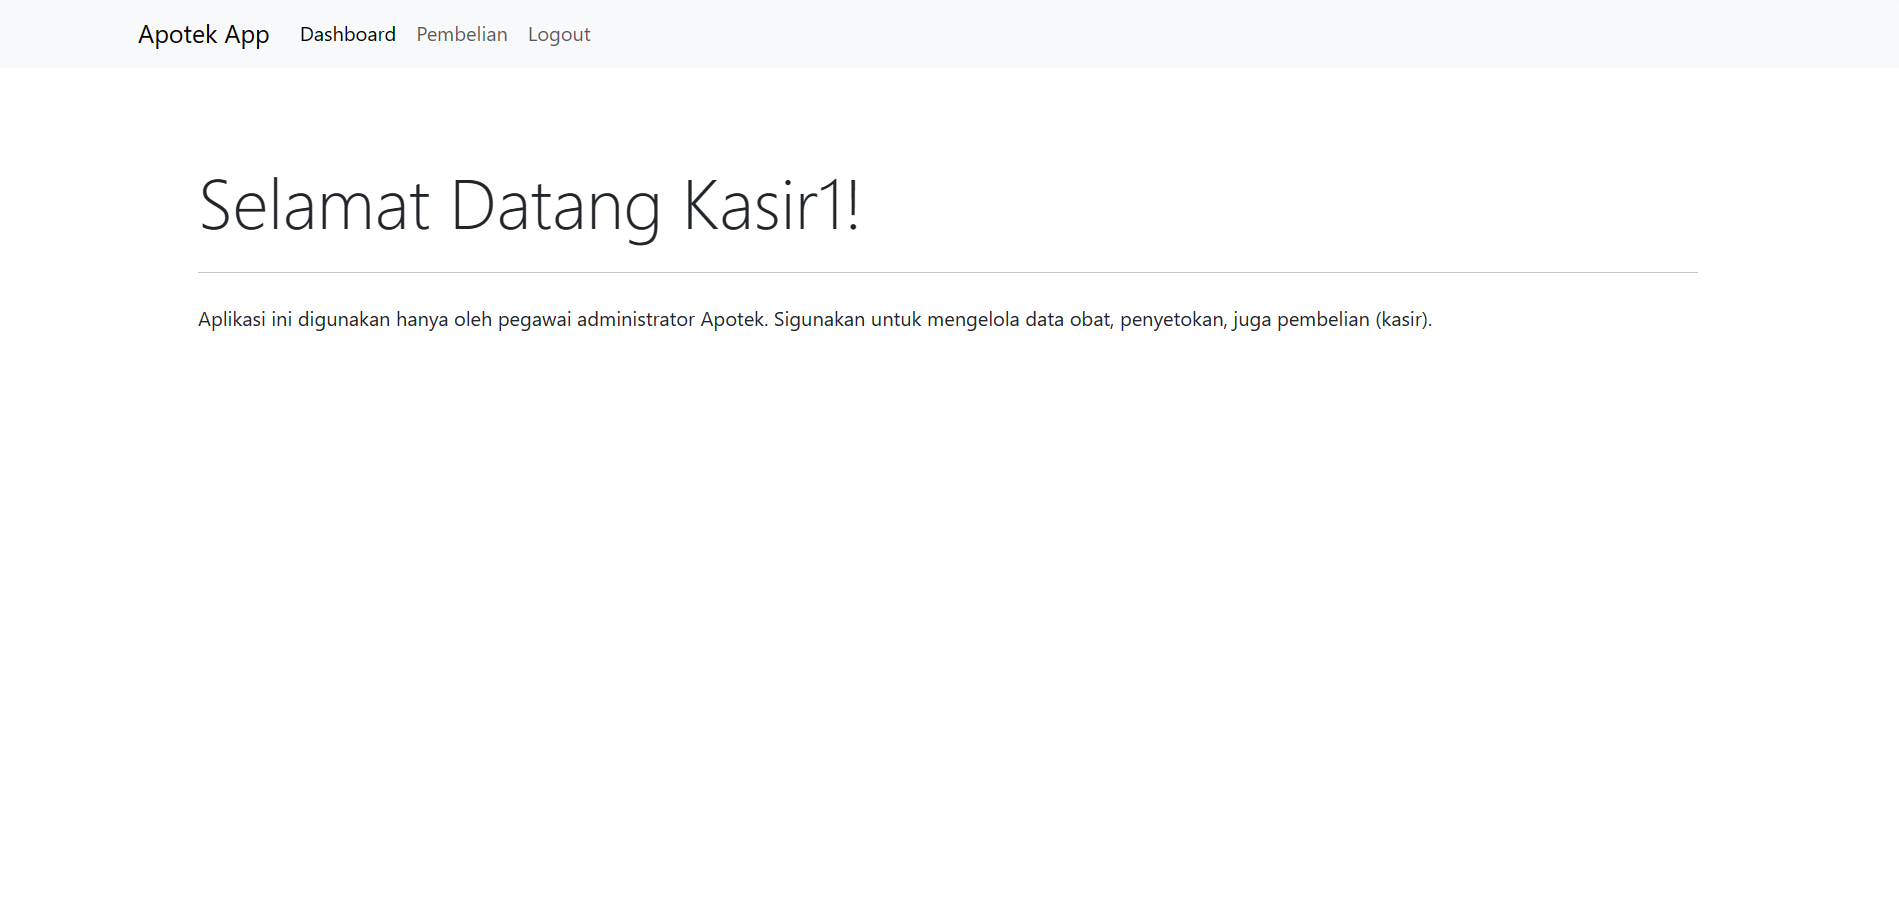 Apotek App Dashboard Pembelian Logout
Selamat Datang Kasir1!
Aplikasi ini digunakan hanya oleh pegawai administrator Apotek. Sigunakan untuk mengelola data obat, penyetokan, juga pembelian (kasir).